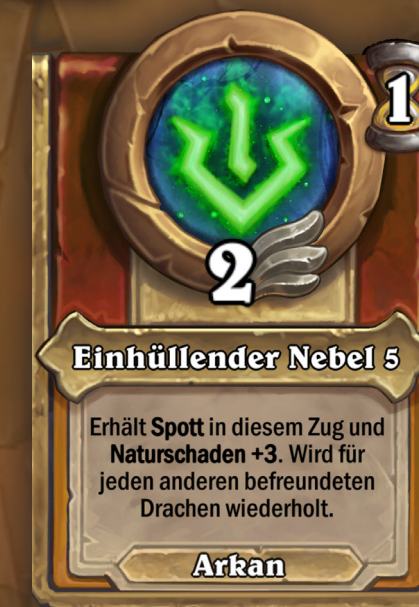 1
2
Einhüllender Nebel 5
Erhält Spott in diesem Zug und
Naturschaden +3. Wird für
jeden anderen befreundeten
Drachen wiederholt.
Arkan